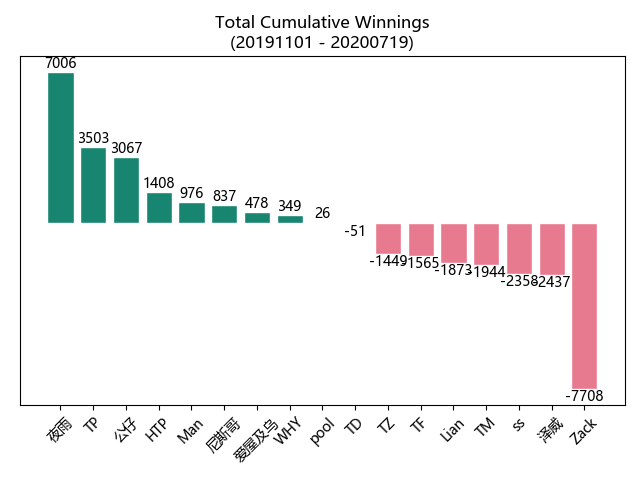 Total Cumulative Winnings
(20191101 - 20200719)
7006
3503
3067
1408
976
837
478
349
26
-51
-1449
-1565
-1873
-1944
-2358
-2437
-7708
夜雨
TP
公仔
HTP
Man
尼斯哥
爱屋及乌
WHY
pool
TD
TZ
TF
Lian
TM
ss
泽威
Zack